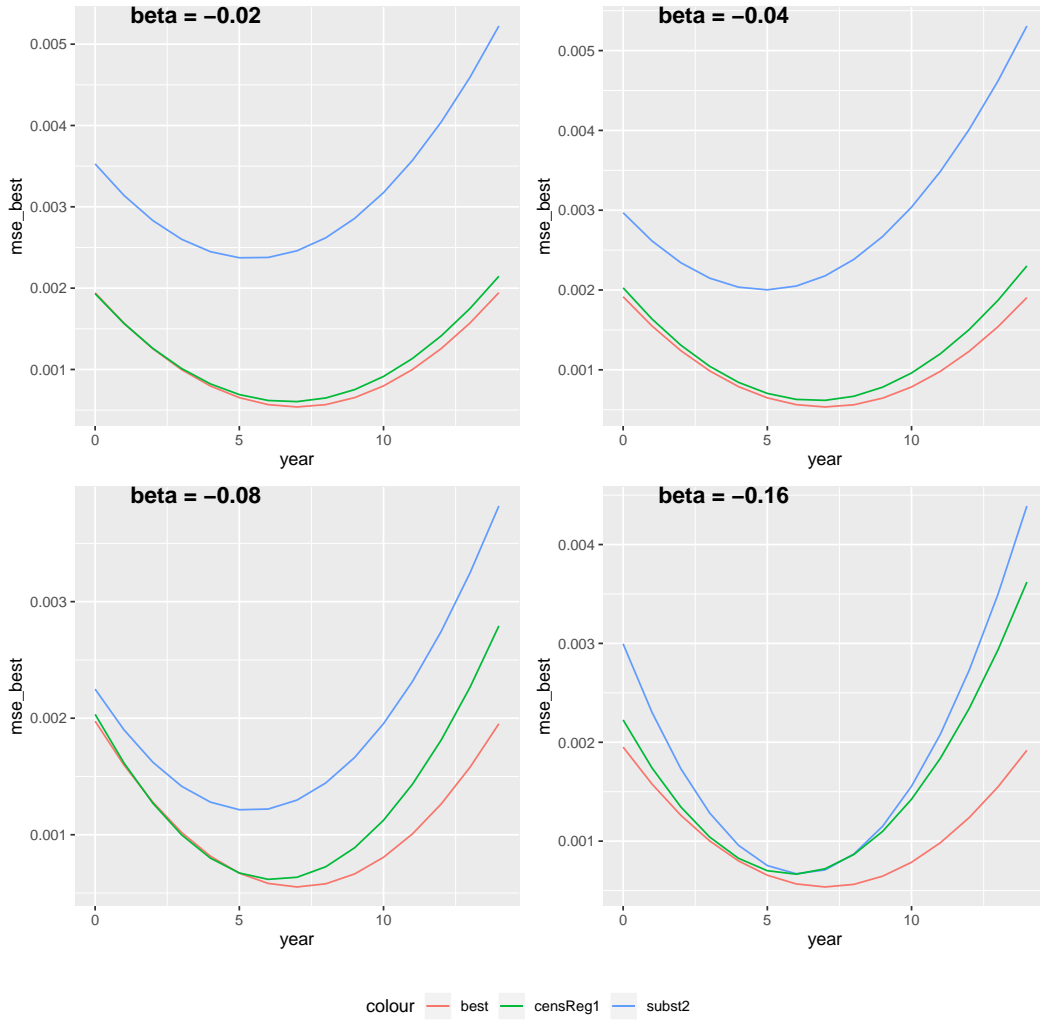 beta = −0.02
0.005
0.004
0.003
0.002
0.001
mse_best
0
5
10
year
beta = −0.04
0.005
0.004
0.003
0.002
0.001
mse_best
0
5
10
year
beta = −0.08
0.003
0.002
0.001
mse_best
0
5
10
year
beta = −0.16
0.004
0.003
0.002
0.001
mse_best
0
5
10
year
colour best censReg1 subst2